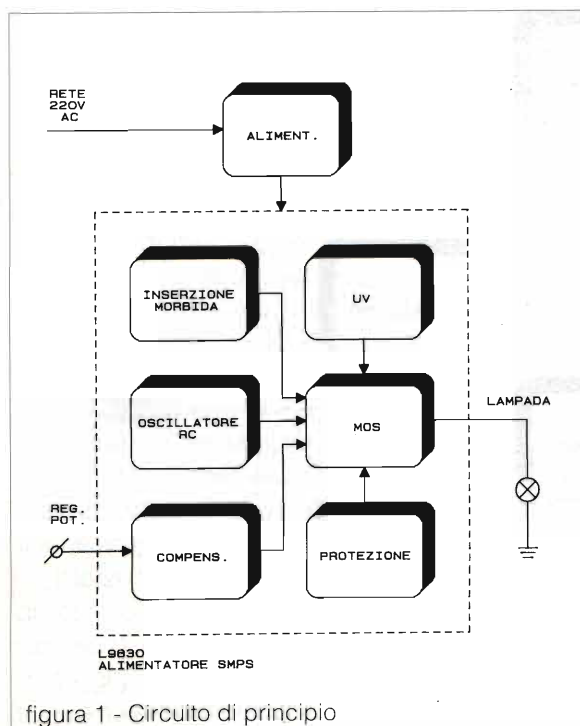 RETE
220V
AC
ALIMENT.
INSERZIONE
MORBIDA
UV
OSCILLATORE
RC
MOS
LAMPADA
REG.
POT.
COMPENS.
PROTEZIONE
L9830
ALIMENTATORE SMPS
figura 1 - Circuito di principio